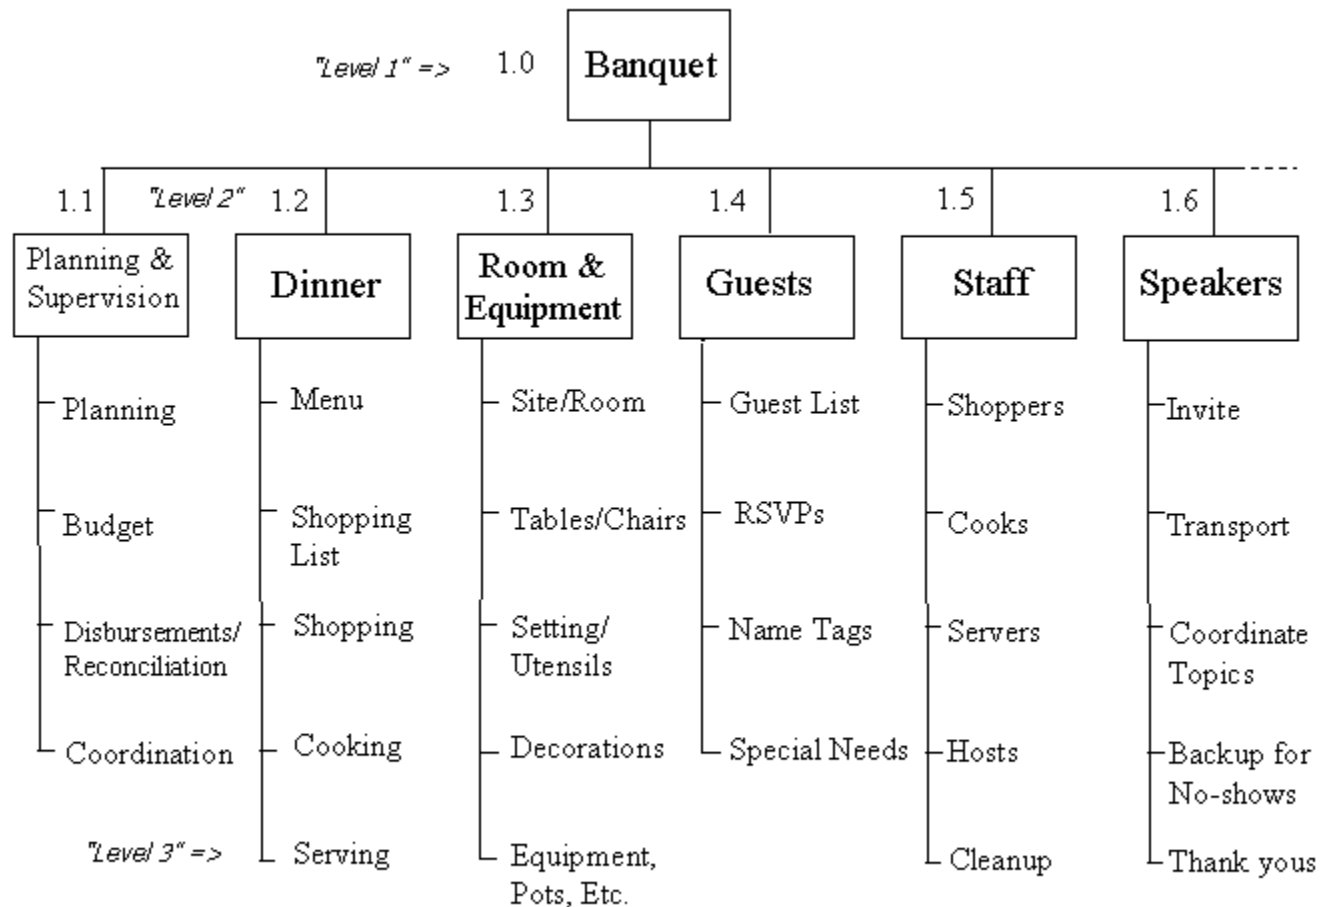 "Level 1" => 1.0 Banquet
1.1 "Level 2" 1.2 1.3 1.4 1.5 1.6
Planning &
Supervision
Dinner
Room &
Equipment
Guests
Staff
Speakers
Planning
Budget
Disbursements/
Reconciliation
Coordination
Menu
Shopping
List
Shopping
Cooking
"Level 3" => Serving
Site/Room
Tables/Chairs
Setting/
Utensils
Decorations
Equipment,
Pots, Etc.
Guest List
RSVPs
Name Tags
Special Needs
Shoppers
Cooks
Servers
Hosts
Cleanup
Invite
Transport
Coordinate
Topics
Backup for
No-shows
Thank yous